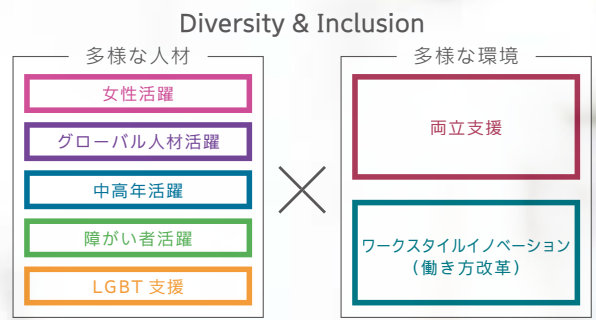 Diversity & Inclusion
多様な人材
女性活躍
グローバル人材活躍
中高年活躍
障がい者活躍
LGBT 支援
多様な環境
両立支援
ワークスタイルイノベーション
（働き方改革）